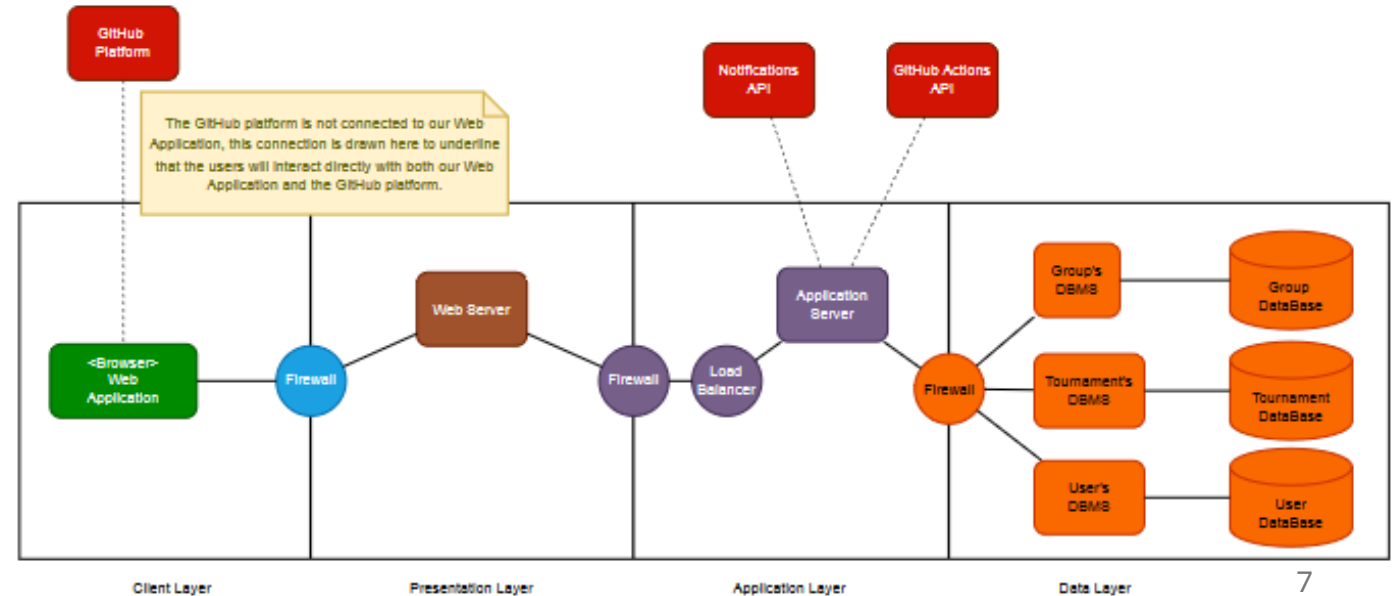 GitHub
Platform
Notifications
API
GitHub Actions
API
The GitHub platform is not connected to our Web
Application, this connection is drawn here to underline
that the users will interact directly with both our Web
Application and the GitHub platform.
<Browser>
Web
Application
Firewall
Web Server
Firewall
Load
Balancer
Application
Server
Firewall
Group's
DBMS
Group
DataBase
Tournament's
DBMS
Tournament
DataBase
User's
DBMS
User
DataBase
Client Layer
Presentation Layer
Application Layer
Data Layer
7